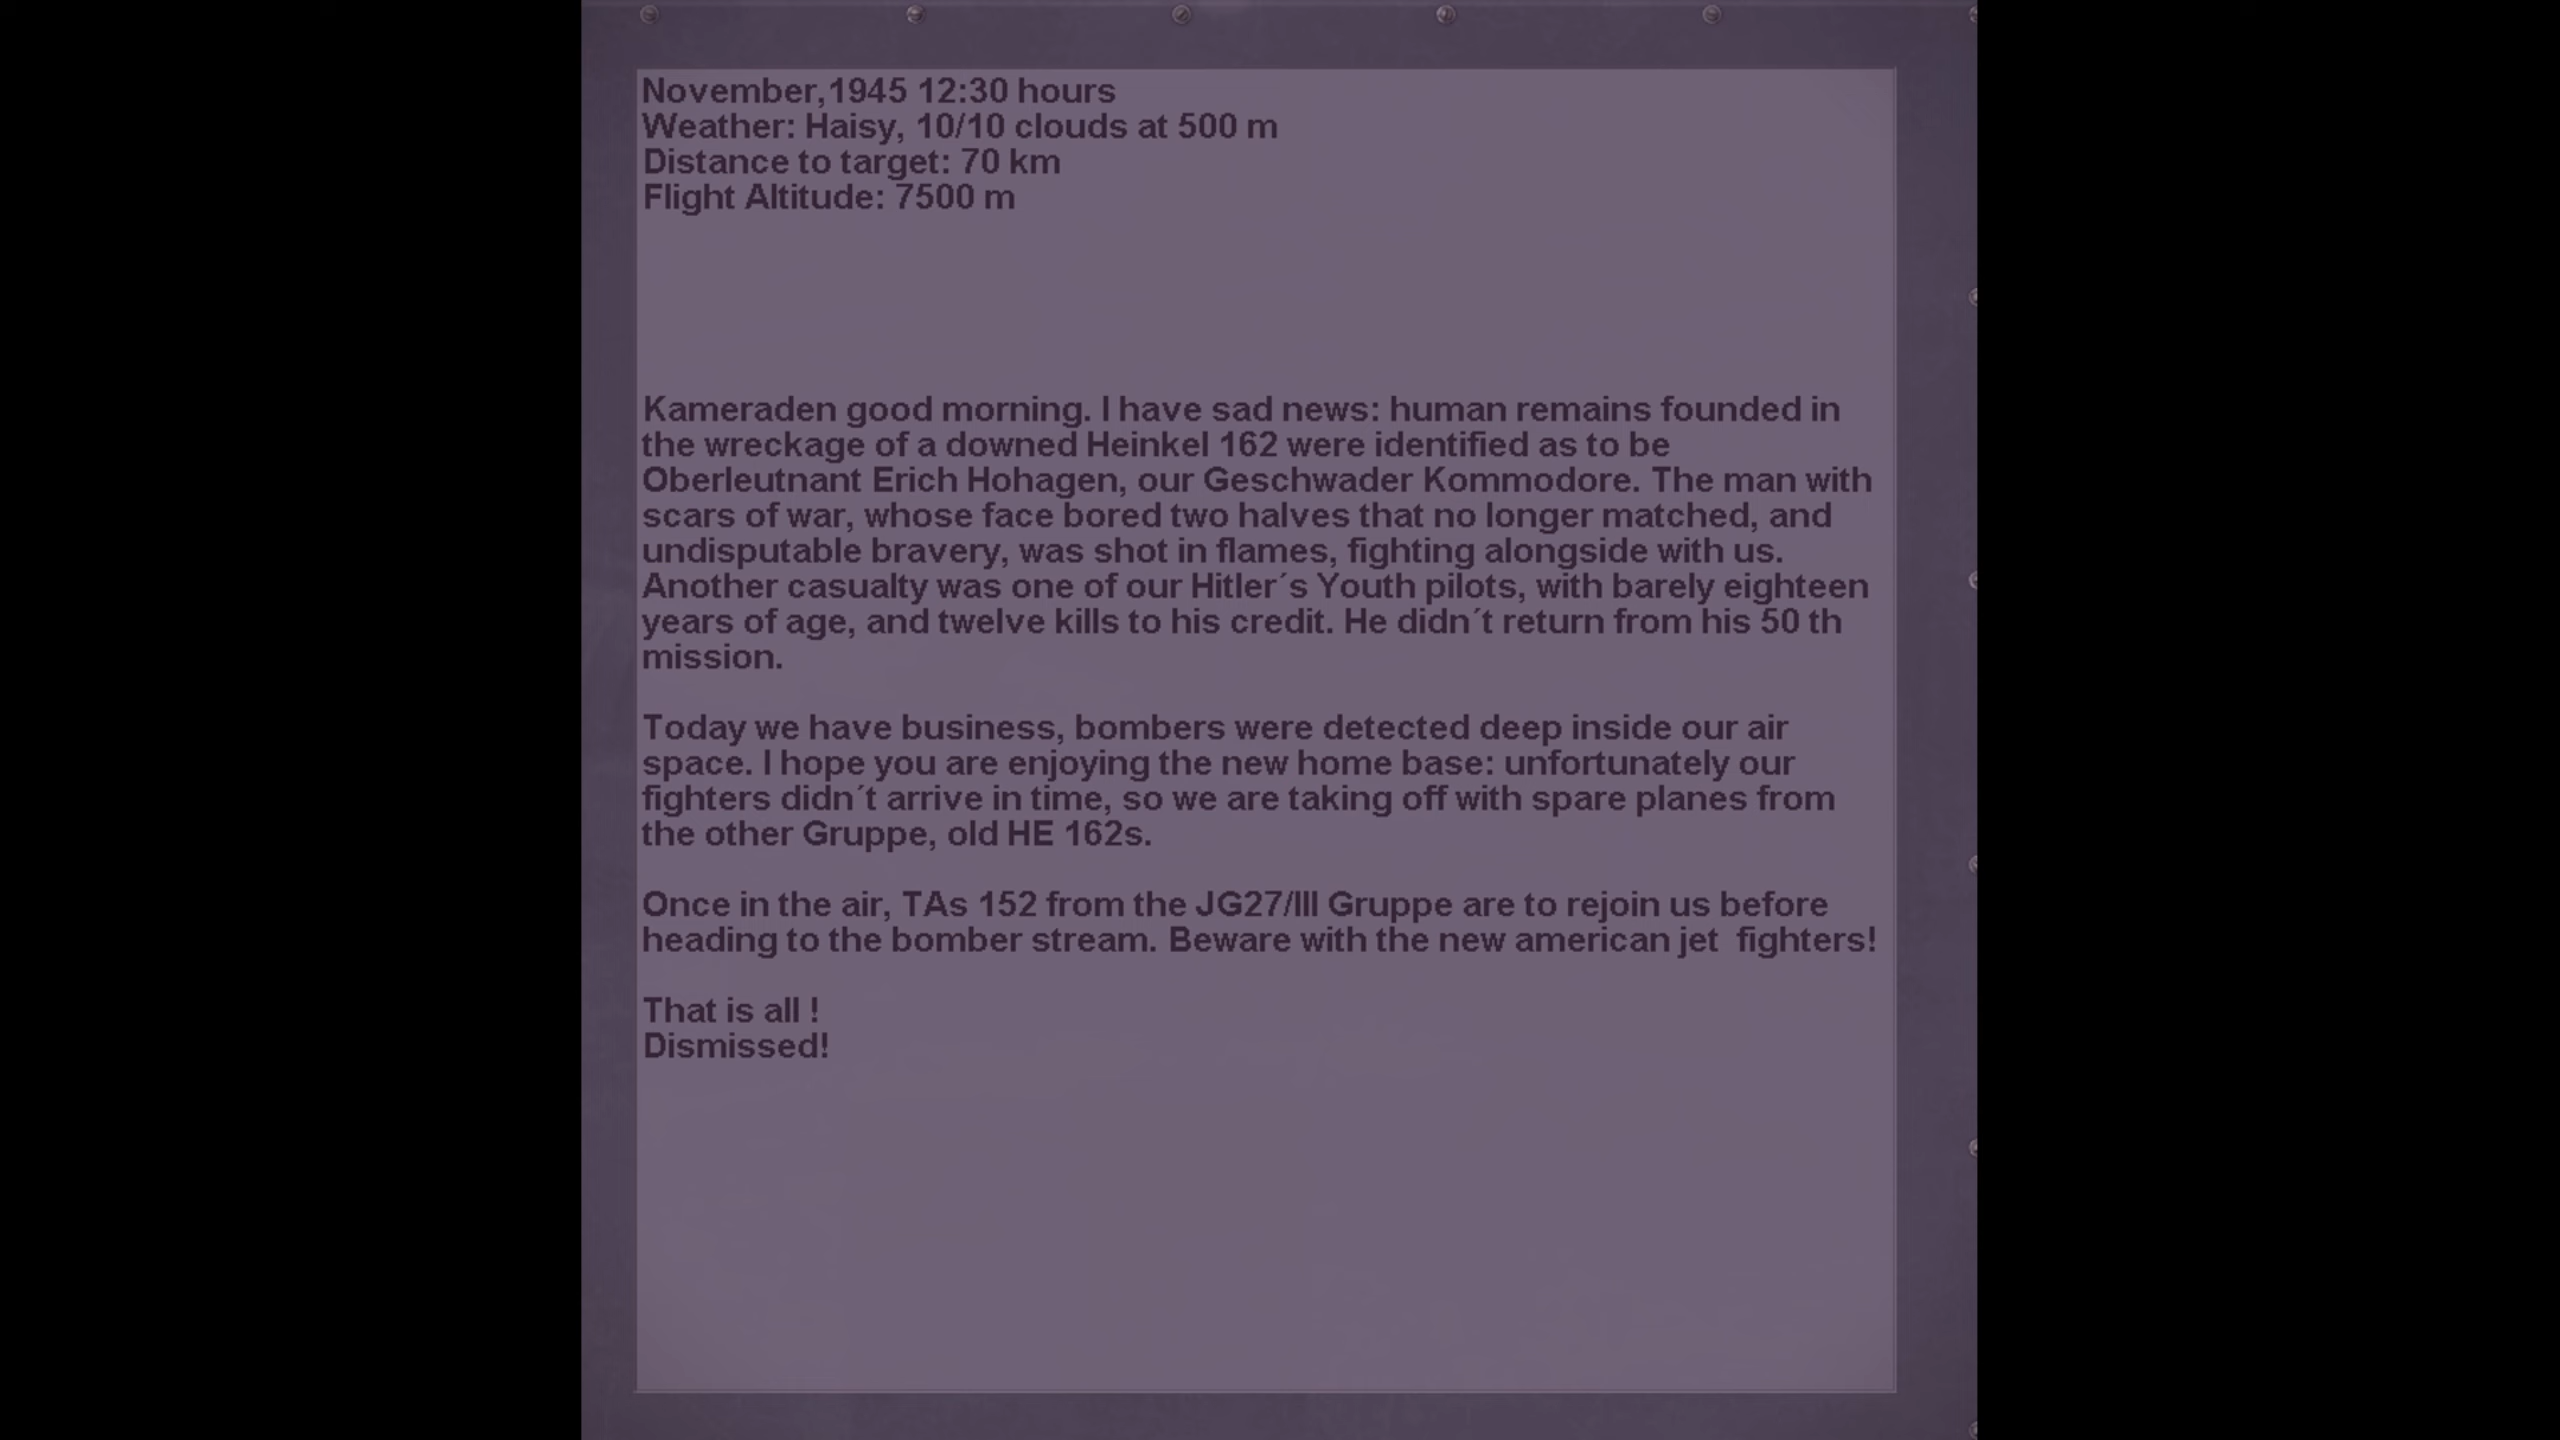 November,1945 12:30 hours
Weather: Haisy, 10/10 clouds at 500 m
Distance to target: 70 km
Flight Altitude: 7500 m
Kameraden good morning. I have sad news: human remains founded in
the wreckage of a downed Heinkel 162 were identified as to be
Oberleutnant Erich Hohagen, our Geschwader Kommodore. The man with
scars of war, whose face bored two halves that no longer matched, and
undisputable bravery, was shot in flames, fighting alongside with us.
Another casualty was one of our Hitler´s Youth pilots, with barely eighteen
years of age, and twelve kills to his credit. He didn´t return from his 50 th
mission.
Today we have business, bombers were detected deep inside our air
space. I hope you are enjoying the new home base: unfortunately our
fighters didn´t arrive in time, so we are taking off with spare planes from
the other Gruppe, old HE 162s.
Once in the air, TAs 152 from the JG27/III Gruppe are to rejoin us before
heading to the bomber stream. Beware with the new american jet  fighters!
That is all !
Dismissed!